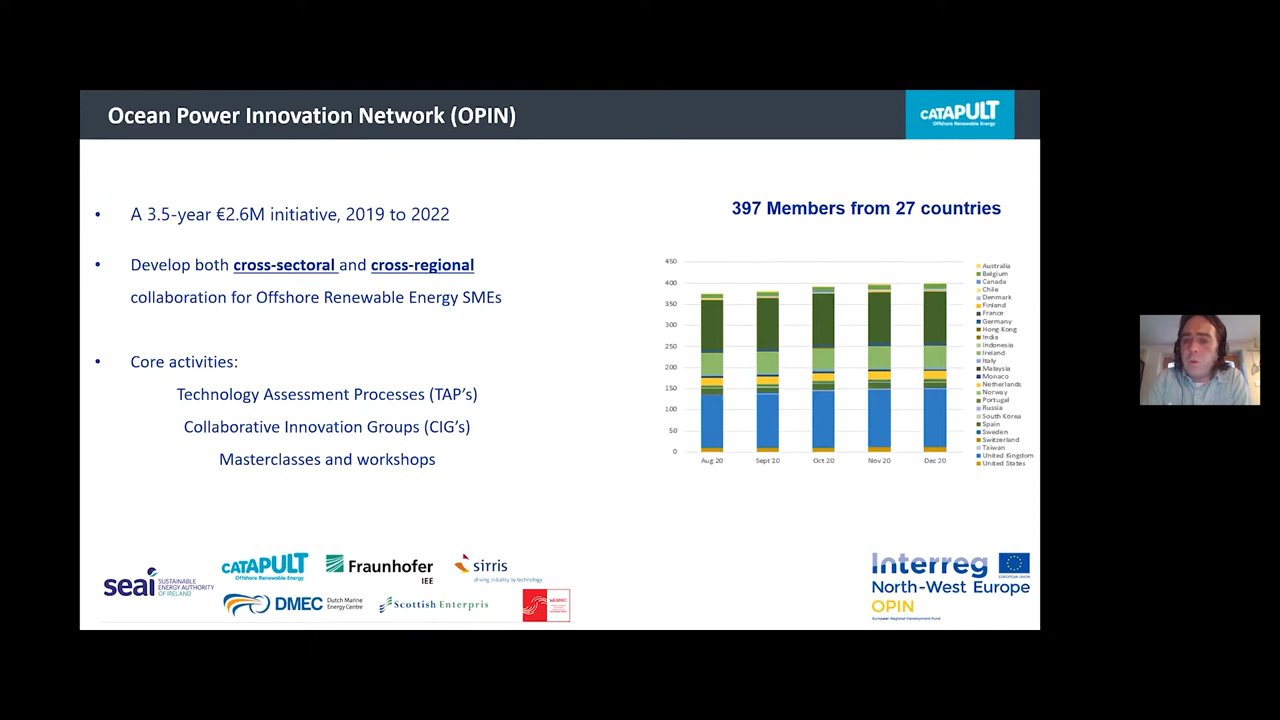 Ocean Power Innovation Network (OPIN)
CATAPULT
Offshore Renewable Energy
• A 3.5-year €2.6M initiative, 2019 to 2022
• Develop both cross-sectoral and cross-regional
collaboration for Offshore Renewable Energy SMEs
• Core activities:
Technology Assessment Processes (TAP’s)
Collaborative Innovation Groups (CIG’s)
Masterclasses and workshops
397 Members from 27 countries
450
400
350
300
250
200
150
100
50
0
Aug 20 Sept 20 Oct 20 Nov 20 Dec 20
Australia
Belgium
Canada
Chile
Denmark
Finland
France
Germany
Hong Kong
India
Indonesia
Ireland
Italy
Malaysia
Monaco
Netherlands
Norway
Portugal
Russia
South Korea
Spain
Sweden
Switzerland
Taiwan
United Kingdom
United States
seai SUSTAINABLE
ENERGY AUTHORITY
OF IRELAND
CATAPULT
Offshore Renewable Energy
Fraunhofer
IEE
sirris
driving industry by technology
DMEC Dutch Marine
Energy Centre
Scottish Enterpris
WEAMEC
Interreg
EUROPEAN UNION
North-West Europe
OPIN
European Regional Development Fund